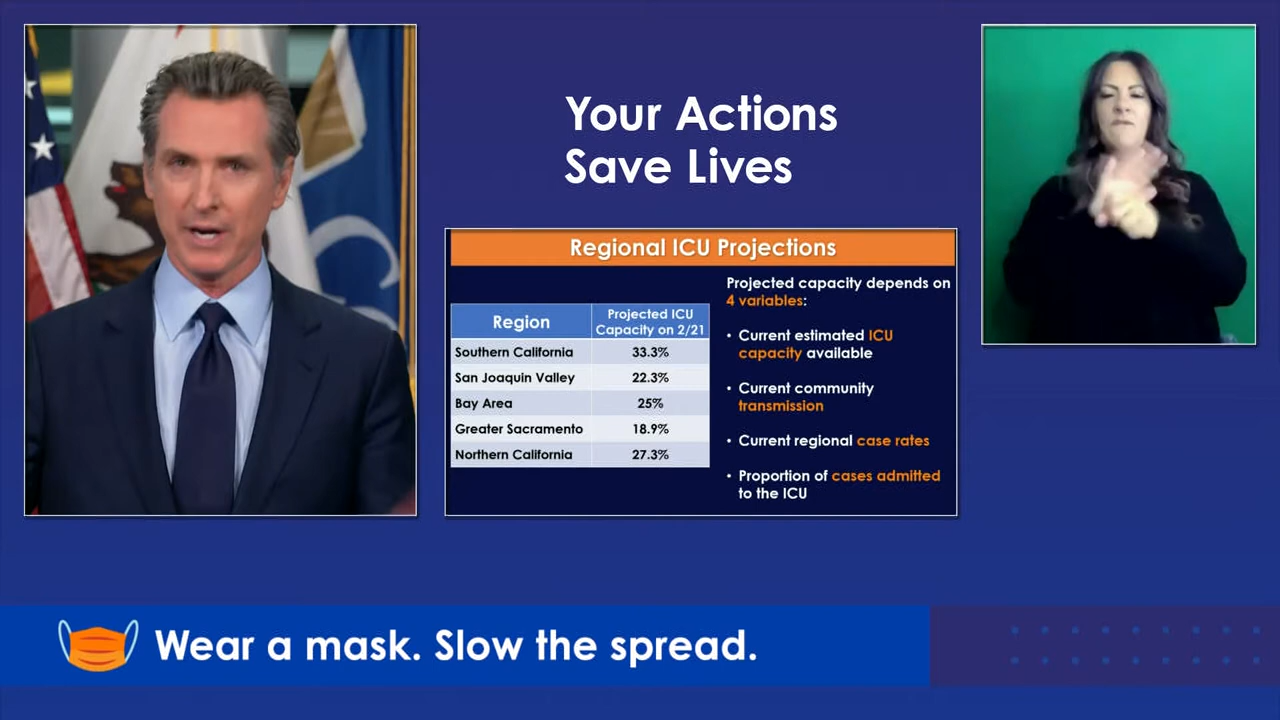 Your Actions
Save Lives
Regional ICU Projections
Region
Projected ICU
Capacity on 2/21
Southern California 33.3%
San Joaquin Valley 22.3%
Bay Area 25%
Greater Sacramento 18.9%
Northern California 27.3%
Projected capacity depends on
4 variables:
• Current estimated ICU
capacity available
• Current community
transmission
• Current regional case rates
• Proportion of cases admitted
to the ICU
Wear a mask. Slow the spread.